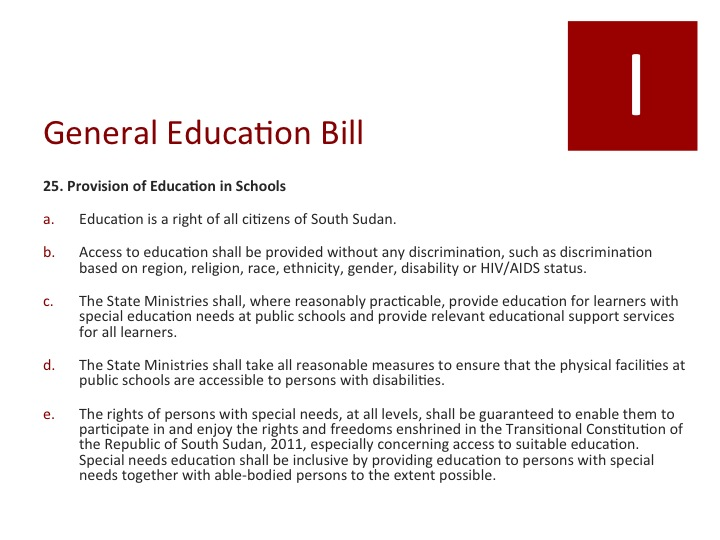 I
General Education Bill
25. Provision of Education in Schools
a. Education is a right of all citizens of South Sudan.
b. Access to education shall be provided without any discrimination, such as discrimination
based on region, religion, race, ethnicity, gender, disability or HIV/AIDS status.
c. The State Ministries shall, where reasonably practicable, provide education for learners with
special education needs at public schools and provide relevant educational support services
for all learners.
d. The State Ministries shall take all reasonable measures to ensure that the physical facilities at
public schools are accessible to persons with disabilities.
e. The rights of persons with special needs, at all levels, shall be guaranteed to enable them to
participate in and enjoy the rights and freedoms enshrined in the Transitional Constitution of
the Republic of South Sudan, 2011, especially concerning access to suitable education.
Special needs education shall be inclusive by providing education to persons with special
needs together with able-bodied persons to the extent possible.